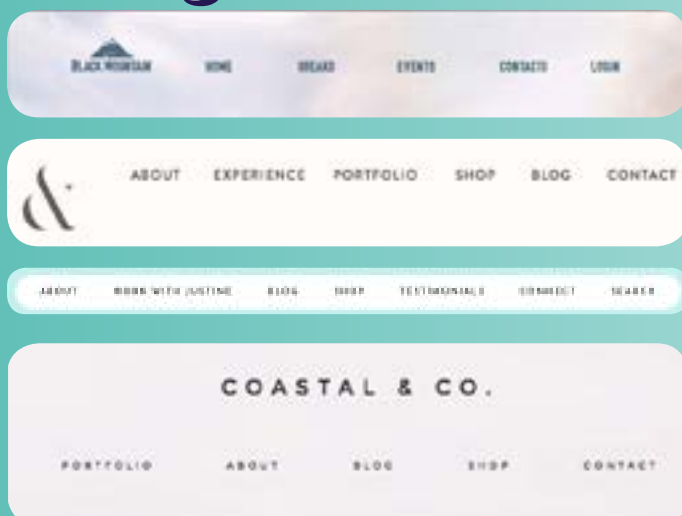 BLACK MOUNTAIN HOME BREAKS EVENTS CONTACTS LOGIN
& ABOUT EXPERIENCE PORTFOLIO SHOP BLOG CONTACT
ABOUT WORK WITH JUSTINE BLOG SHOP TESTIMONIALS CONNECT SEARCH
COASTAL & CO.
PORTFOLIO ABOUT BLOG SHOP CONTACT